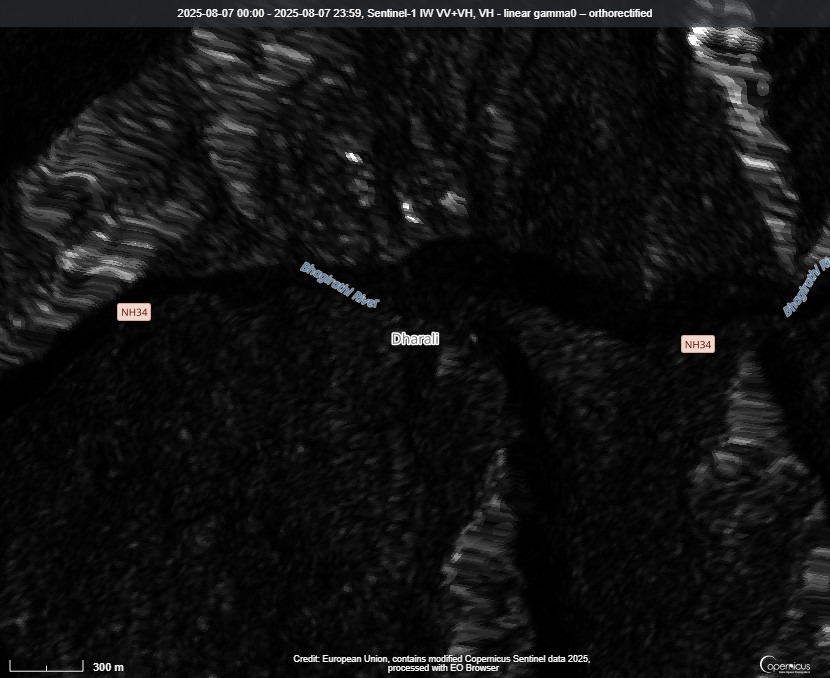 2025-08-07 00:00 - 2025-08-07 23:59, Sentinel-1 IW VV+VH, VH - linear gamma0 – orthorectified
Bhagirathi River
Bhagirathi
NH34
Dharali
NH34
300 m
Credit: European Union, contains modified Copernicus Sentinel data 2025,
processed with EO Browser
opernicus